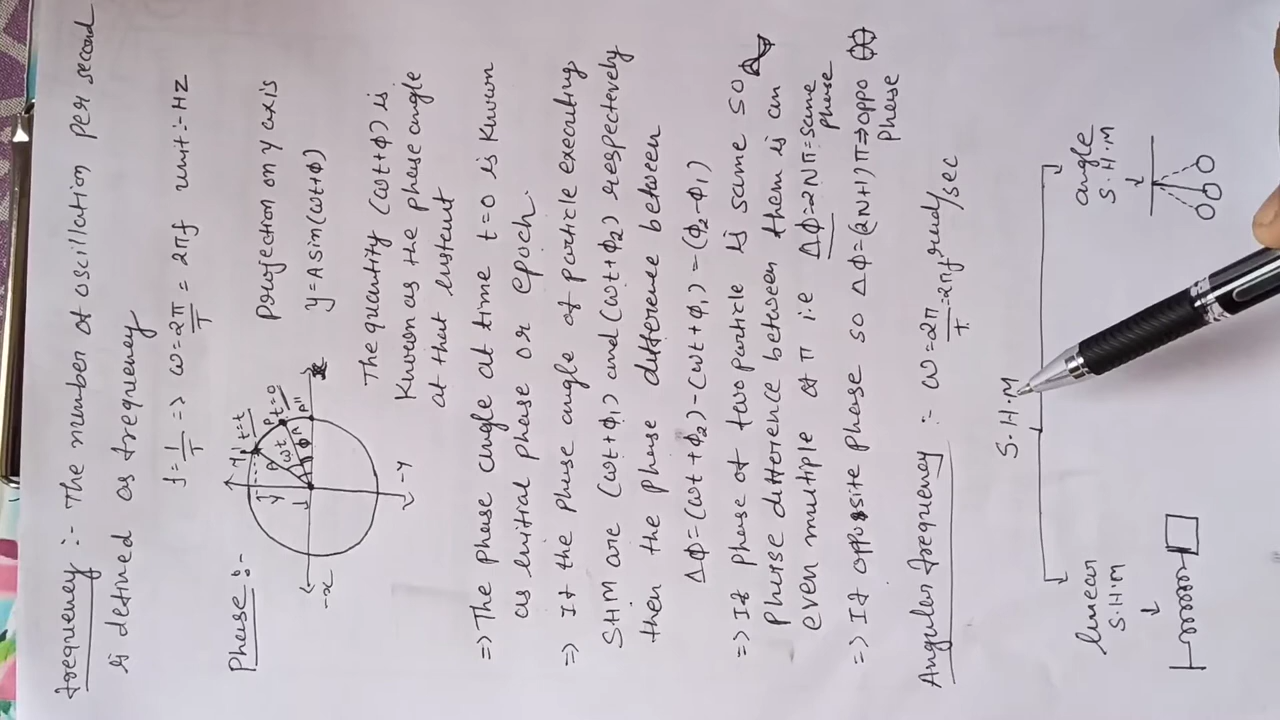 frequency :- The number of oscillation per second
is defined as frequency
f = 1/T => ω = 2π/T = 2πf unit :- HZ
Phase :-
Projection on y axis
y = A sin(ωt+ϕ)
y t=t
P t=0
ωt
A
ϕ
A''
-x
-Y
The quantity (ωt+ϕ) is
Known as the phase angle
at that instant
=> The phase angle at time t=0 is Known
as initial phase or epoch.
=> If the phase angle of particle executing
SHM are (ωt+ϕ₁) and (ωt+ϕ₂) respectively
then the phase difference between
Δϕ = (ωt+ϕ₂) - (ωt+ϕ₁) = (ϕ₂-ϕ₁)
=> If phase of two particle is same so
phase difference between them is an
even multiple of π i.e Δϕ = 2Nπ = same
phase
=> If opposite phase so Δϕ = (2N+1)π => oppo
phase
Angular frequency :- ω = 2π/T = 2πf rad/sec
S.H.M
linear
S.H.M
angle
S.H.M